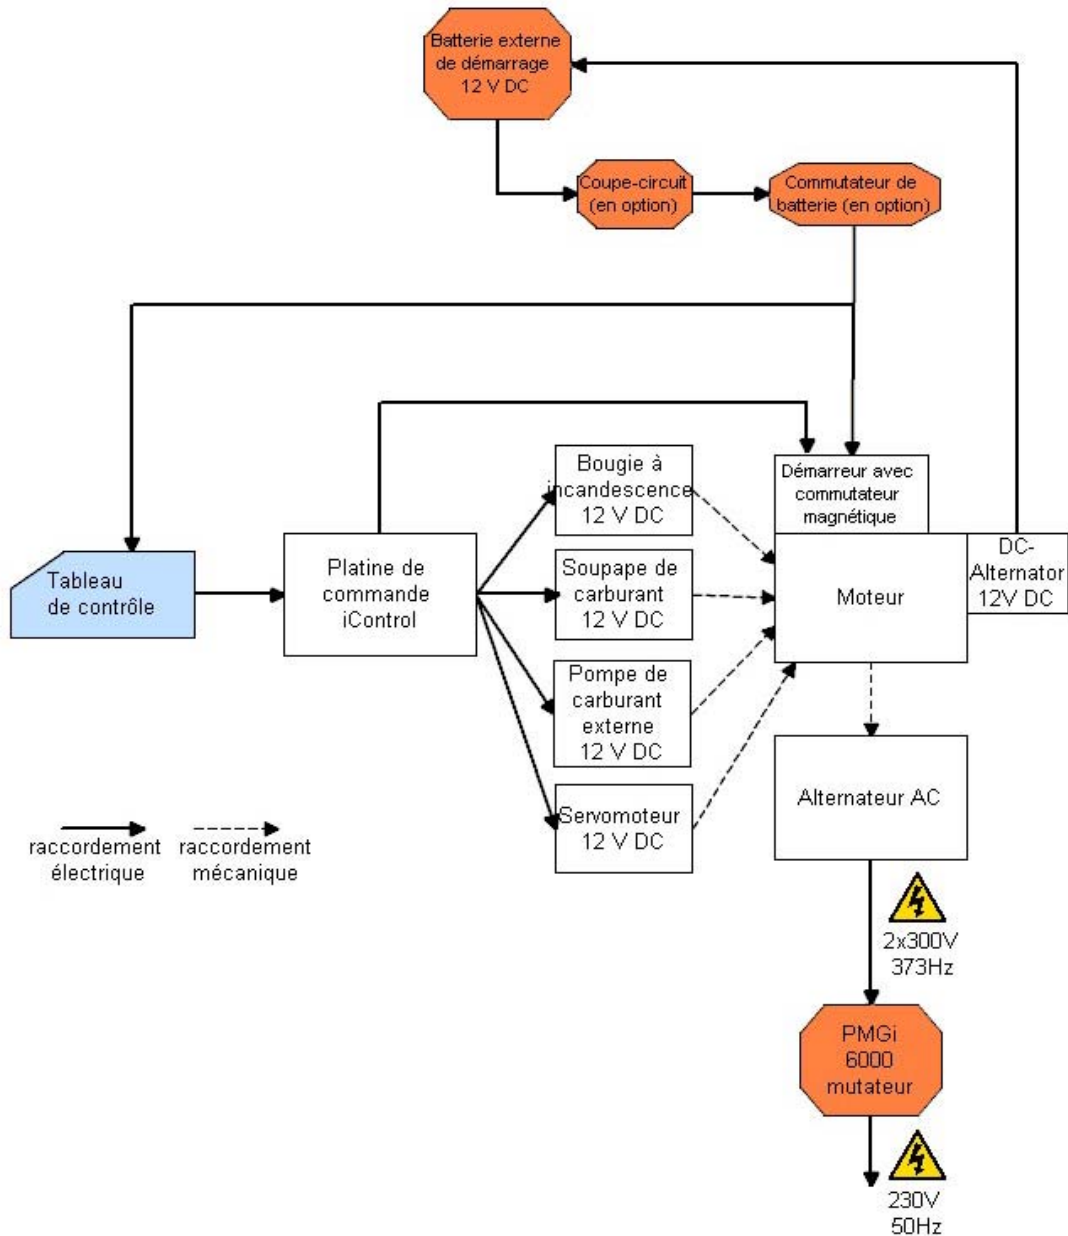 Batterie externe
de démarrage
12 V DC
Coupe-circuit
(en option)
Commutateur de
batterie (en option)
Bougie à
incandescence
12 V DC
Démarreur avec
commutateur
magnétique
Tableau
de contrôle
Platine de
commande
iControl
Soupape de
carburant
12 V DC
Moteur
DC-
Alternator
12V DC
Pompe de
carburant
externe
12 V DC
Servomoteur
12 V DC
Alternateur AC
raccordement
électrique
raccordement
mécanique
2x300V
373Hz
PMGi
6000
mutateur
230V
50Hz